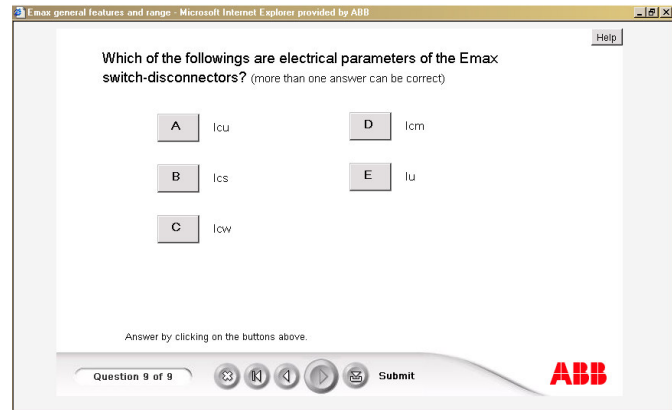 Emax general features and range - Microsoft Internet Explorer provided by ABB
Help
Which of the followings are electrical parameters of the Emax
switch-disconnectors? (more than one answer can be correct)
A Icu
D Icm
B Ics
E Iu
C Icw
Answer by clicking on the buttons above.
Question 9 of 9
Submit
ABB